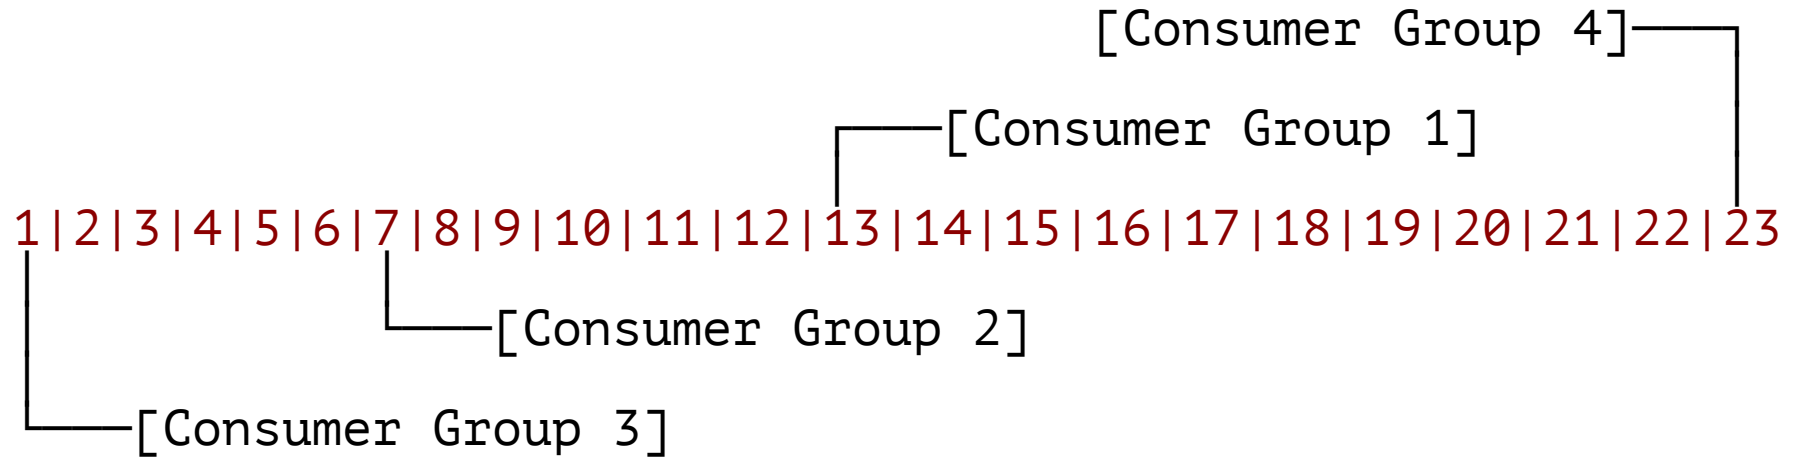 [Consumer Group 4]
[Consumer Group 1]
1|2|3|4|5|6|7|8|9|10|11|12|13|14|15|16|17|18|19|20|21|22|23
[Consumer Group 2]
[Consumer Group 3]